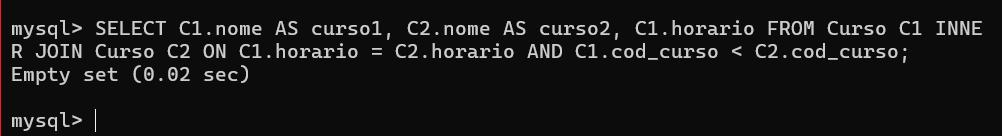 mysql> SELECT C1.nome AS curso1, C2.nome AS curso2, C1.horario FROM Curso C1 INNE
R JOIN Curso C2 ON C1.horario = C2.horario AND C1.cod_curso < C2.cod_curso;
Empty set (0.02 sec)
mysql>